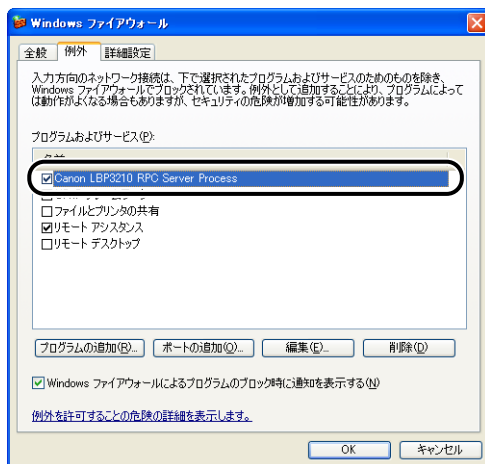 Windows ファイアウォール
全般
例外
詳細設定
入力方向のネットワーク接続は、下で選択されたプログラムおよびサービスのためのものを除き、
Windows ファイアウォールでブロックされています。例外として追加することにより、プログラムによって
は動作がよくなる場合もありますが、セキュリティの危険が増加する可能性があります。
プログラムおよびサービス(P):
Canon LBP3210 RPC Server Process
ファイルとプリンタの共有
リモート アシスタンス
リモート デスクトップ
プログラムの追加(R)...
ポートの追加(O)...
編集(E)...
削除(D)
Windows ファイアウォールによるプログラムのブロック時に通知を表示する(N)
例外を許可することの危険の詳細を表示します。
OK
キャンセル